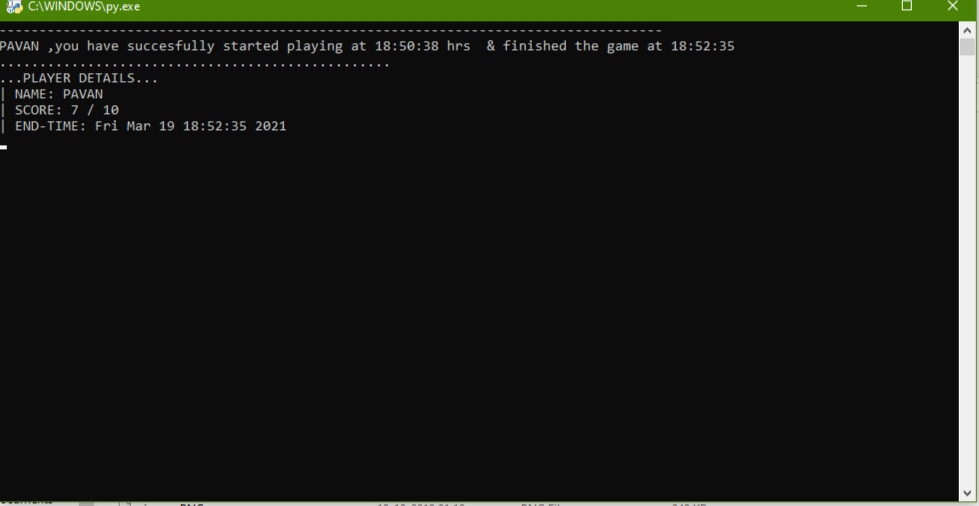 C:\WINDOWS\py.exe
-----------------------------------------------------------------------------------
PAVAN ,you have succesfully started playing at 18:50:38 hrs  & finished the game at 18:52:35
.................................................
...PLAYER DETAILS...
| NAME: PAVAN
| SCORE: 7 / 10
| END-TIME: Fri Mar 19 18:52:35 2021